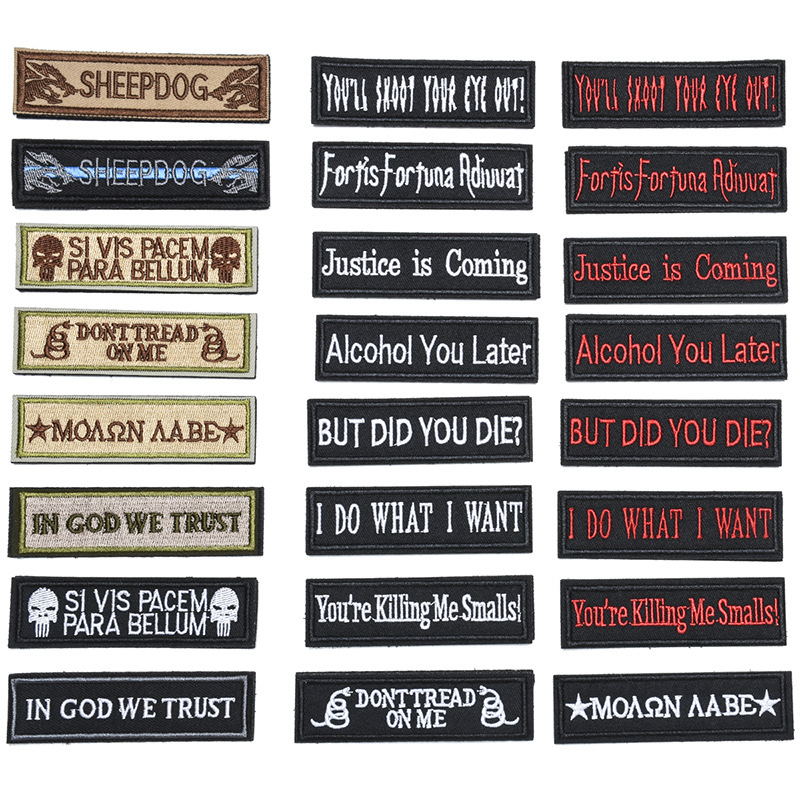 SHEEPDOG
YOU'LL SHOOT YOUR EYE OUT!
YOU'LL SHOOT YOUR EYE OUT!
SHEEPDOG
Fortis Fortuna Adiuvat
Fortis Fortuna Adiuvat
SI VIS PACEM
PARA BELLUM
Justice is Coming
Justice is Coming
DONT TREAD
ON ME
Alcohol You Later
Alcohol You Later
ΜΟΛΩΝ ΛΑΒΕ
BUT DID YOU DIE?
BUT DID YOU DIE?
IN GOD WE TRUST
I DO WHAT I WANT
I DO WHAT I WANT
SI VIS PACEM
PARA BELLUM
You're Killing Me Smalls!
You're Killing Me Smalls!
IN GOD WE TRUST
DONT TREAD
ON ME
ΜΟΛΩΝ ΛΑΒΕ